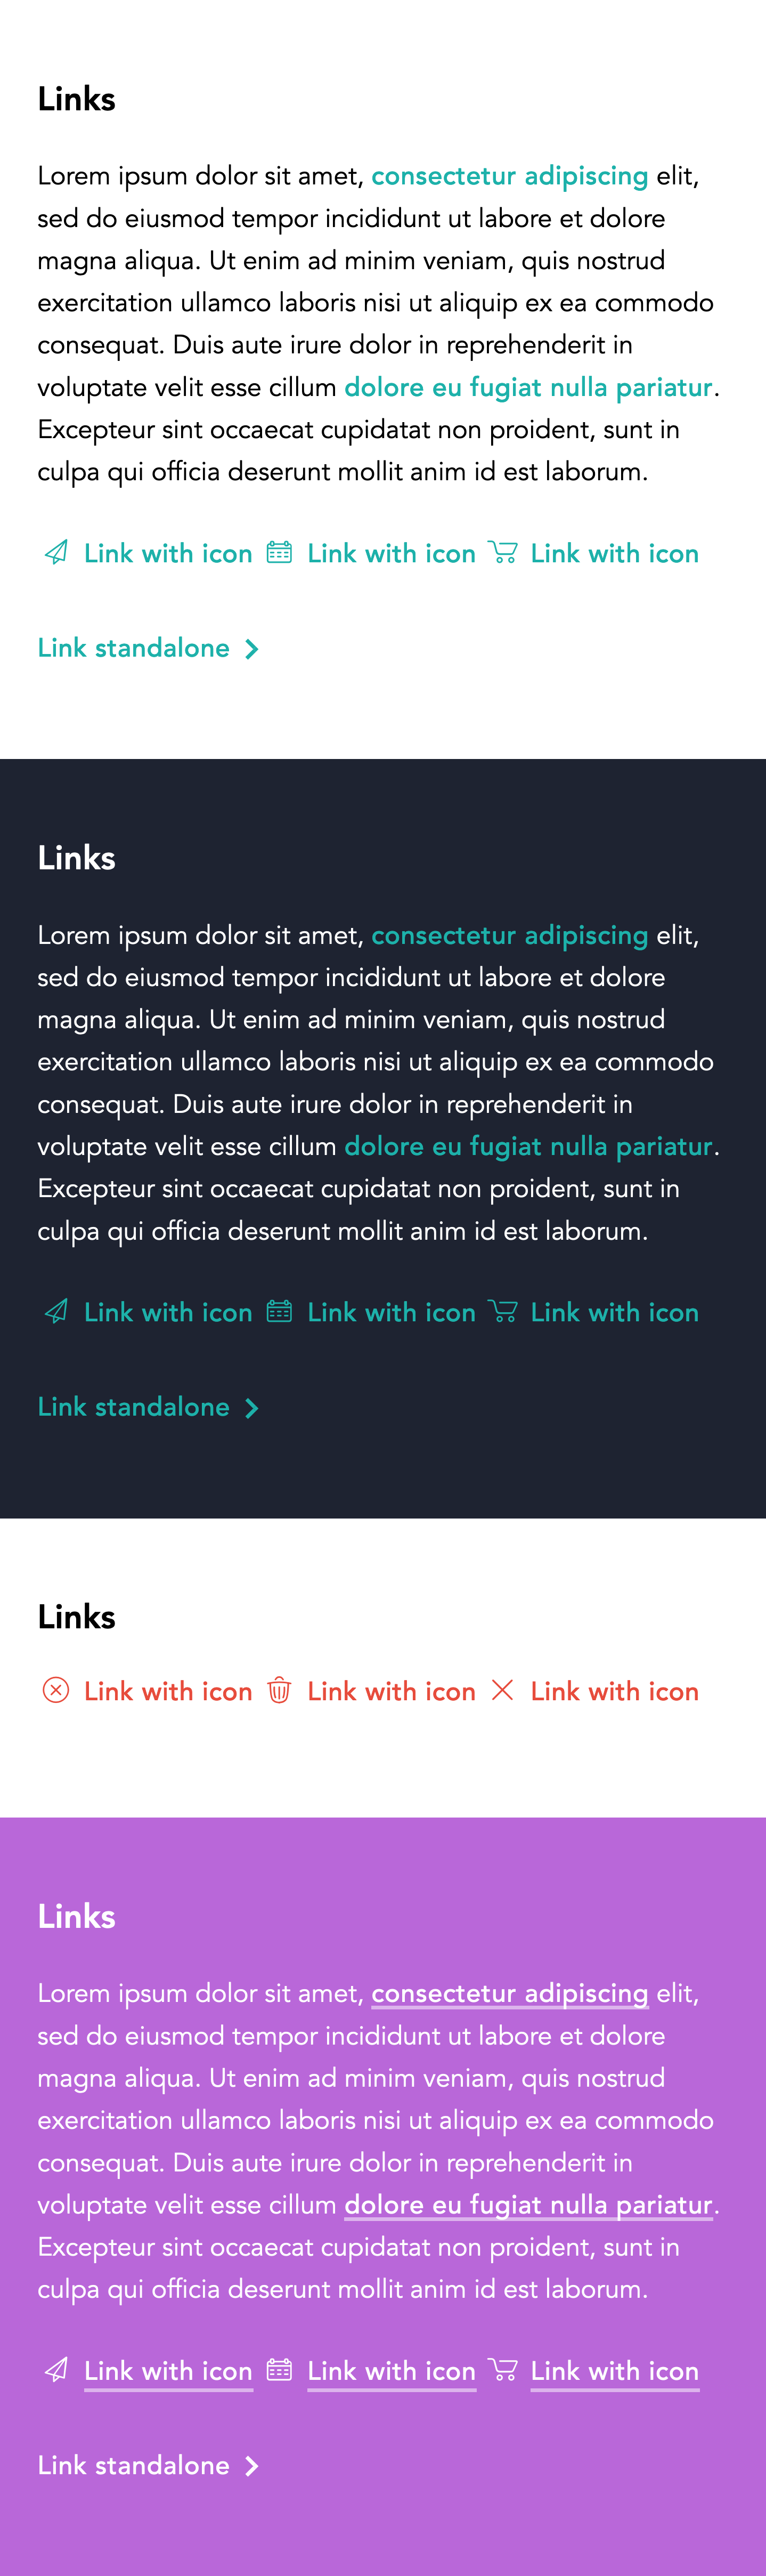 Links
Lorem ipsum dolor sit amet, consectetur adipiscing elit,
sed do eiusmod tempor incididunt ut labore et dolore
magna aliqua. Ut enim ad minim veniam, quis nostrud
exercitation ullamco laboris nisi ut aliquip ex ea commodo
consequat. Duis aute irure dolor in reprehenderit in
voluptate velit esse cillum dolore eu fugiat nulla pariatur.
Excepteur sint occaecat cupidatat non proident, sunt in
culpa qui officia deserunt mollit anim id est laborum.
Link with icon Link with icon Link with icon
Link standalone
Links
Lorem ipsum dolor sit amet, consectetur adipiscing elit,
sed do eiusmod tempor incididunt ut labore et dolore
magna aliqua. Ut enim ad minim veniam, quis nostrud
exercitation ullamco laboris nisi ut aliquip ex ea commodo
consequat. Duis aute irure dolor in reprehenderit in
voluptate velit esse cillum dolore eu fugiat nulla pariatur.
Excepteur sint occaecat cupidatat non proident, sunt in
culpa qui officia deserunt mollit anim id est laborum.
Link with icon Link with icon Link with icon
Link standalone
Links
Link with icon Link with icon Link with icon
Links
Lorem ipsum dolor sit amet, consectetur adipiscing elit,
sed do eiusmod tempor incididunt ut labore et dolore
magna aliqua. Ut enim ad minim veniam, quis nostrud
exercitation ullamco laboris nisi ut aliquip ex ea commodo
consequat. Duis aute irure dolor in reprehenderit in
voluptate velit esse cillum dolore eu fugiat nulla pariatur.
Excepteur sint occaecat cupidatat non proident, sunt in
culpa qui officia deserunt mollit anim id est laborum.
Link with icon Link with icon Link with icon
Link standalone